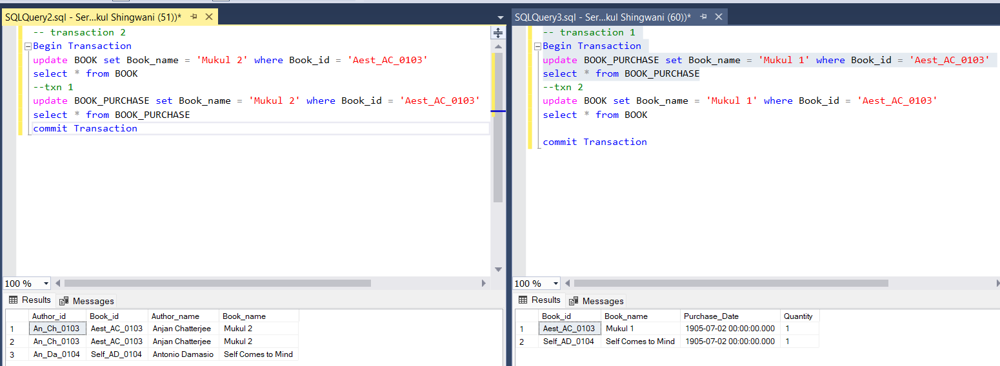 SQLQuery2.sql - Ser...kul Shingwani (51))*
-- transaction 2
Begin Transaction
update BOOK set Book_name = 'Mukul 2' where Book_id = 'Aest_AC_0103'
select * from BOOK
--txn 1
update BOOK_PURCHASE set Book_name = 'Mukul 2' where Book_id = 'Aest_AC_0103'
select * from BOOK_PURCHASE
commit Transaction
100 %
Results Messages
Author_id Book_id Author_name Book_name
1 An_Ch_0103 Aest_AC_0103 Anjan Chatterjee Mukul 2
2 An_Ch_0103 Aest_AC_0103 Anjan Chatterjee Mukul 2
3 An_Da_0104 Self_AD_0104 Antonio Damasio Self Comes to Mind
SQLQuery3.sql - Ser...kul Shingwani (60))*
-- transaction 1
Begin Transaction
update BOOK_PURCHASE set Book_name = 'Mukul 1' where Book_id = 'Aest_AC_0103'
select * from BOOK_PURCHASE
--txn 2
update BOOK set Book_name = 'Mukul 1' where Book_id = 'Aest_AC_0103'
select * from BOOK
commit Transaction
100 %
Results Messages
Book_id Book_name Purchase_Date Quantity
1 Aest_AC_0103 Mukul 1 1905-07-02 00:00:00.000 1
2 Self_AD_0104 Self Comes to Mind 1905-07-02 00:00:00.000 1